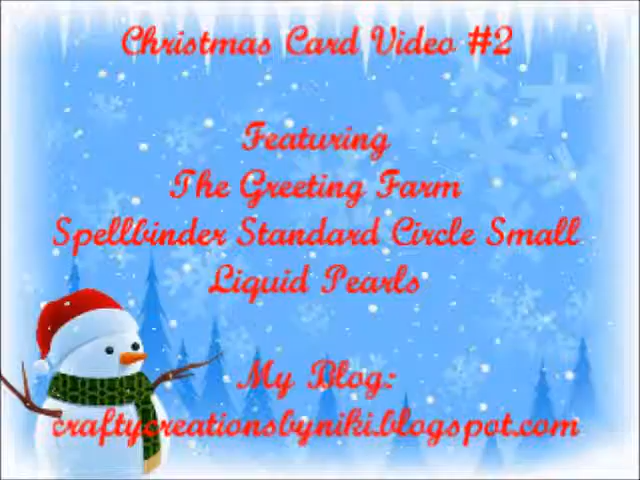 Christmas Card Video #2
Featuring
The Greeting Farm
Spellbinder Standard Circle Small
Liquid Pearls
My Blog:
craftycreationsbyniki.blogspot.com